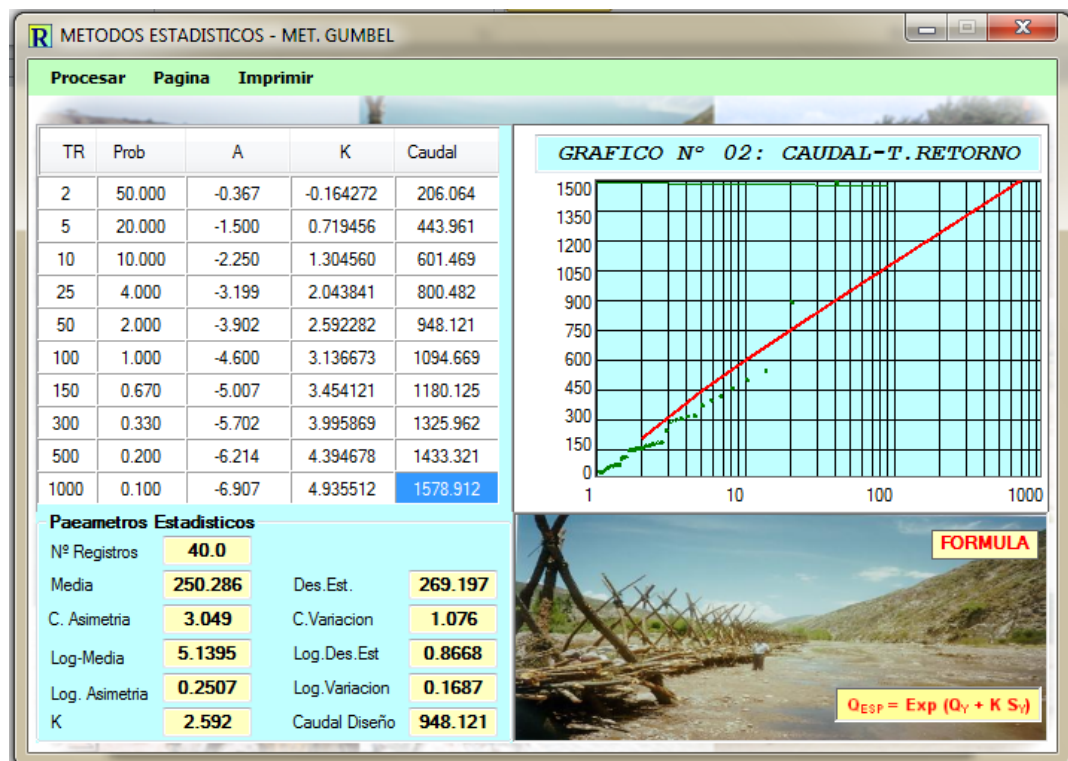 METODOS ESTADISTICOS - MET. GUMBEL
Procesar Pagina Imprimir
TR Prob A K Caudal
2 50.000 -0.367 -0.164272 206.064
5 20.000 -1.500 0.719456 443.961
10 10.000 -2.250 1.304560 601.469
25 4.000 -3.199 2.043841 800.482
50 2.000 -3.902 2.592282 948.121
100 1.000 -4.600 3.136673 1094.669
150 0.670 -5.007 3.454121 1180.125
300 0.330 -5.702 3.995869 1325.962
500 0.200 -6.214 4.394678 1433.321
1000 0.100 -6.907 4.935512 1578.912
GRAFICO Nº 02: CAUDAL-T.RETORNO
1500
1350
1200
1050
900
750
600
450
300
150
0
1 10 100 1000
Paeametros Estadisticos
Nº Registros 40.0
Media 250.286 Des.Est. 269.197
C. Asimetria 3.049 C.Variacion 1.076
Log-Media 5.1395 Log.Des.Est 0.8668
Log. Asimetria 0.2507 Log.Variacion 0.1687
K 2.592 Caudal Diseño 948.121
FORMULA
QESP = Exp (QY + K SY)